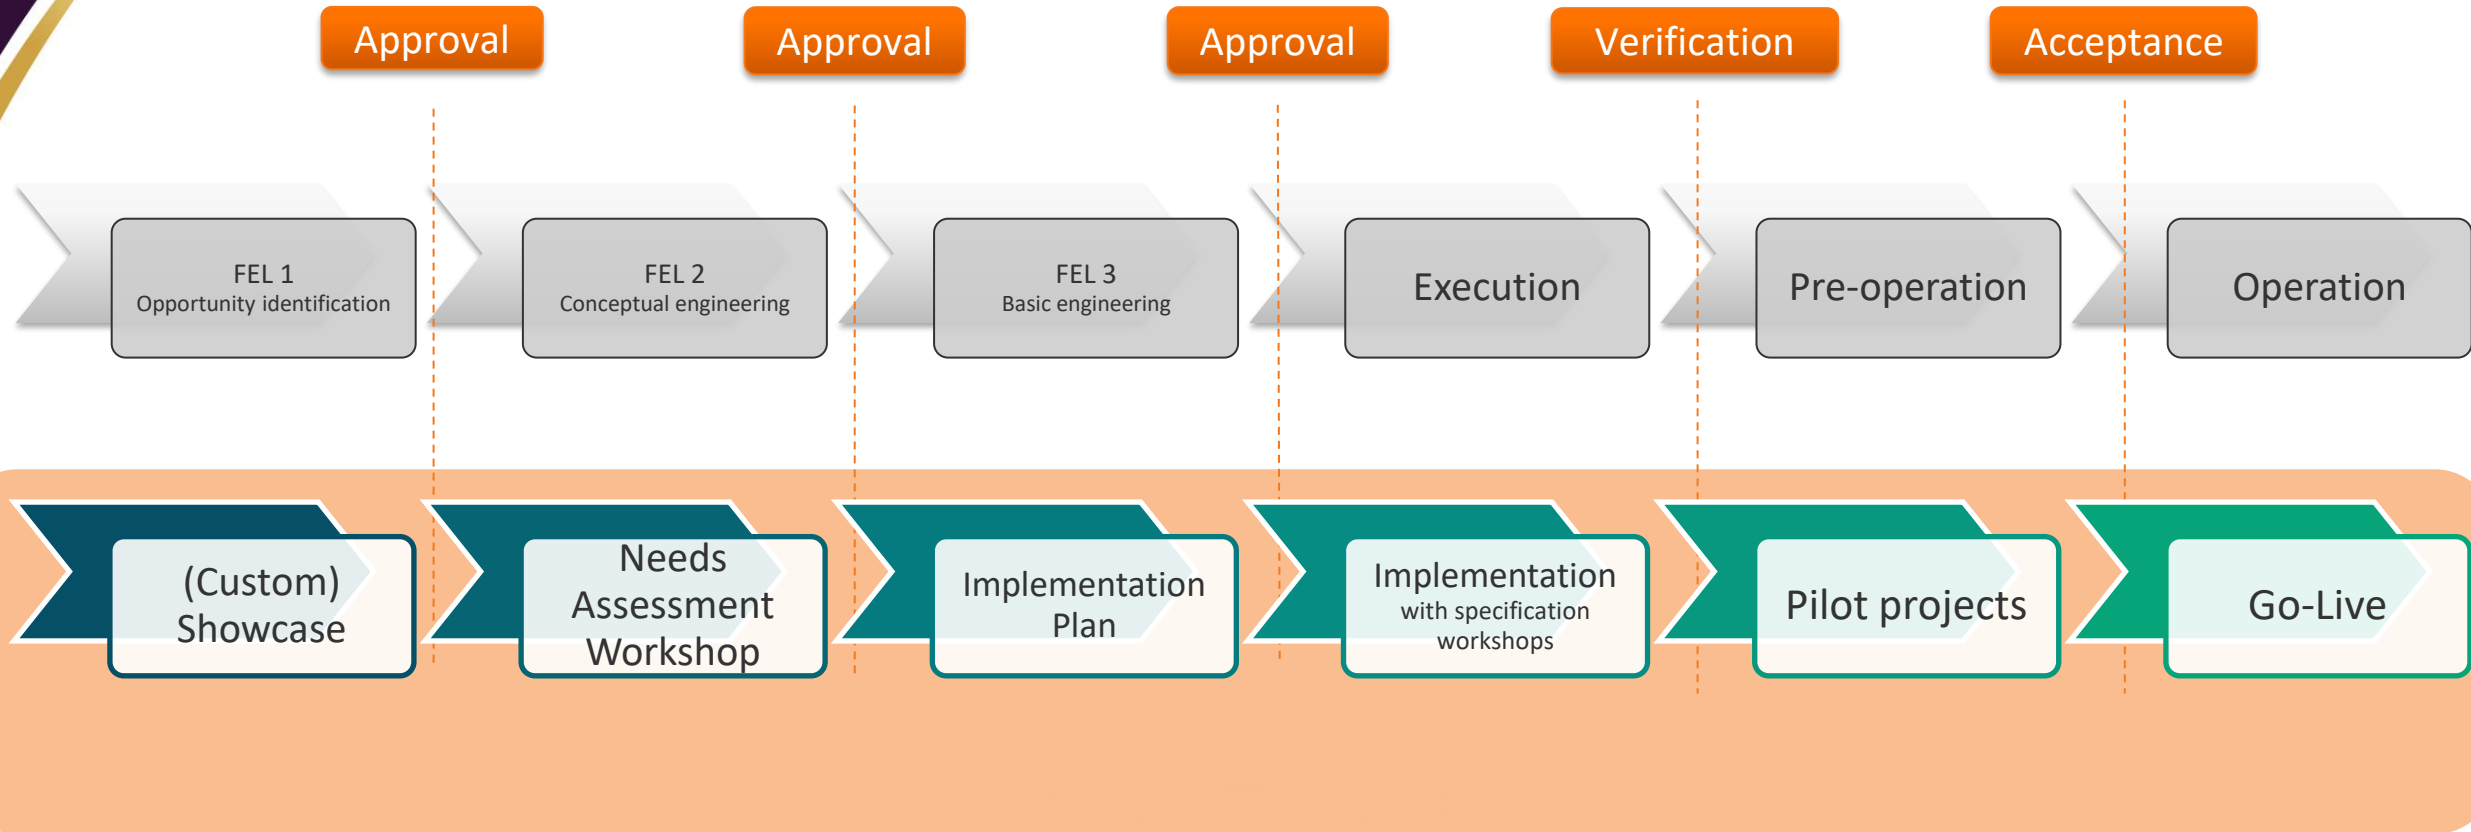 Approval
Approval
Approval
Verification
Acceptance
FEL 1
Opportunity identification
FEL 2
Conceptual engineering
FEL 3
Basic engineering
Execution
Pre-operation
Operation
(Custom)
Showcase
Needs
Assessment
Workshop
Implementation
Plan
Implementation
with specification
workshops
Pilot projects
Go-Live